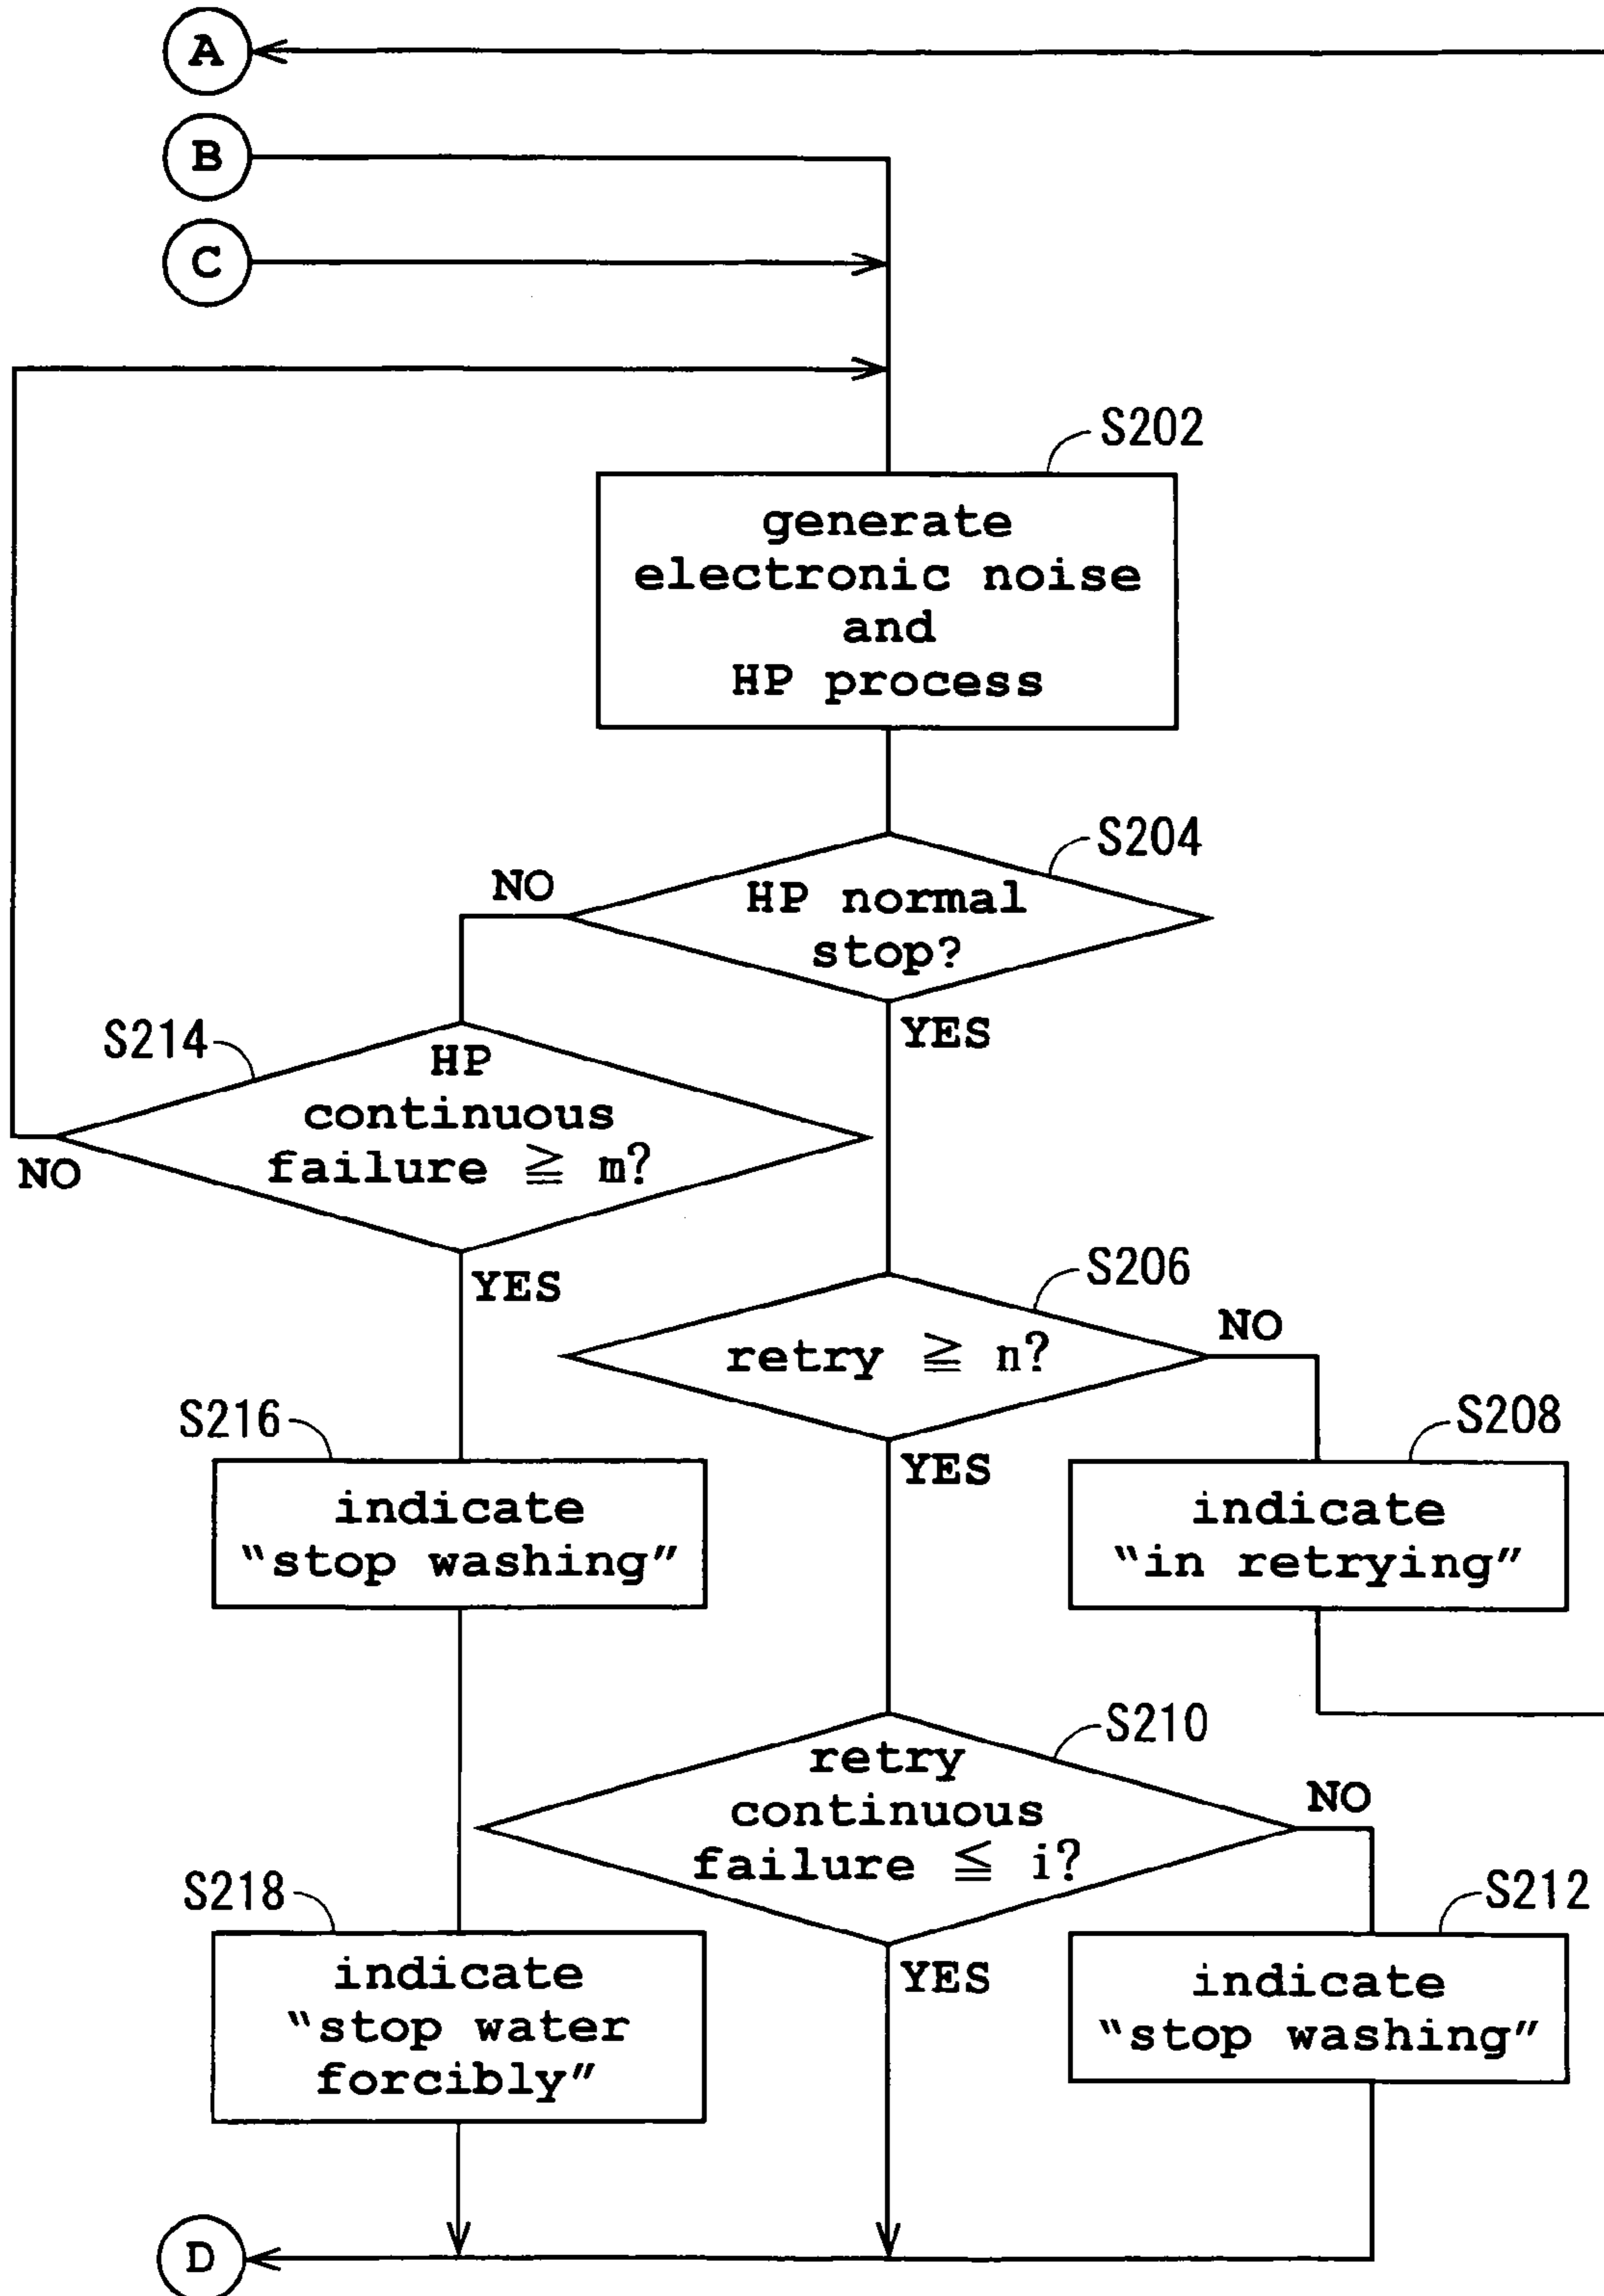 A
B
C
S202
generate
electronic noise
and
HP process
S204
HP normal
stop?
NO
YES
S214
HP
continuous
failure ≧ m?
NO
YES
S206
retry ≧ n?
NO
YES
S216
indicate
“stop washing”
S208
indicate
“in retrying”
S210
retry
continuous
failure ≦ i?
NO
YES
S218
indicate
“stop water
forcibly”
S212
indicate
“stop washing”
D